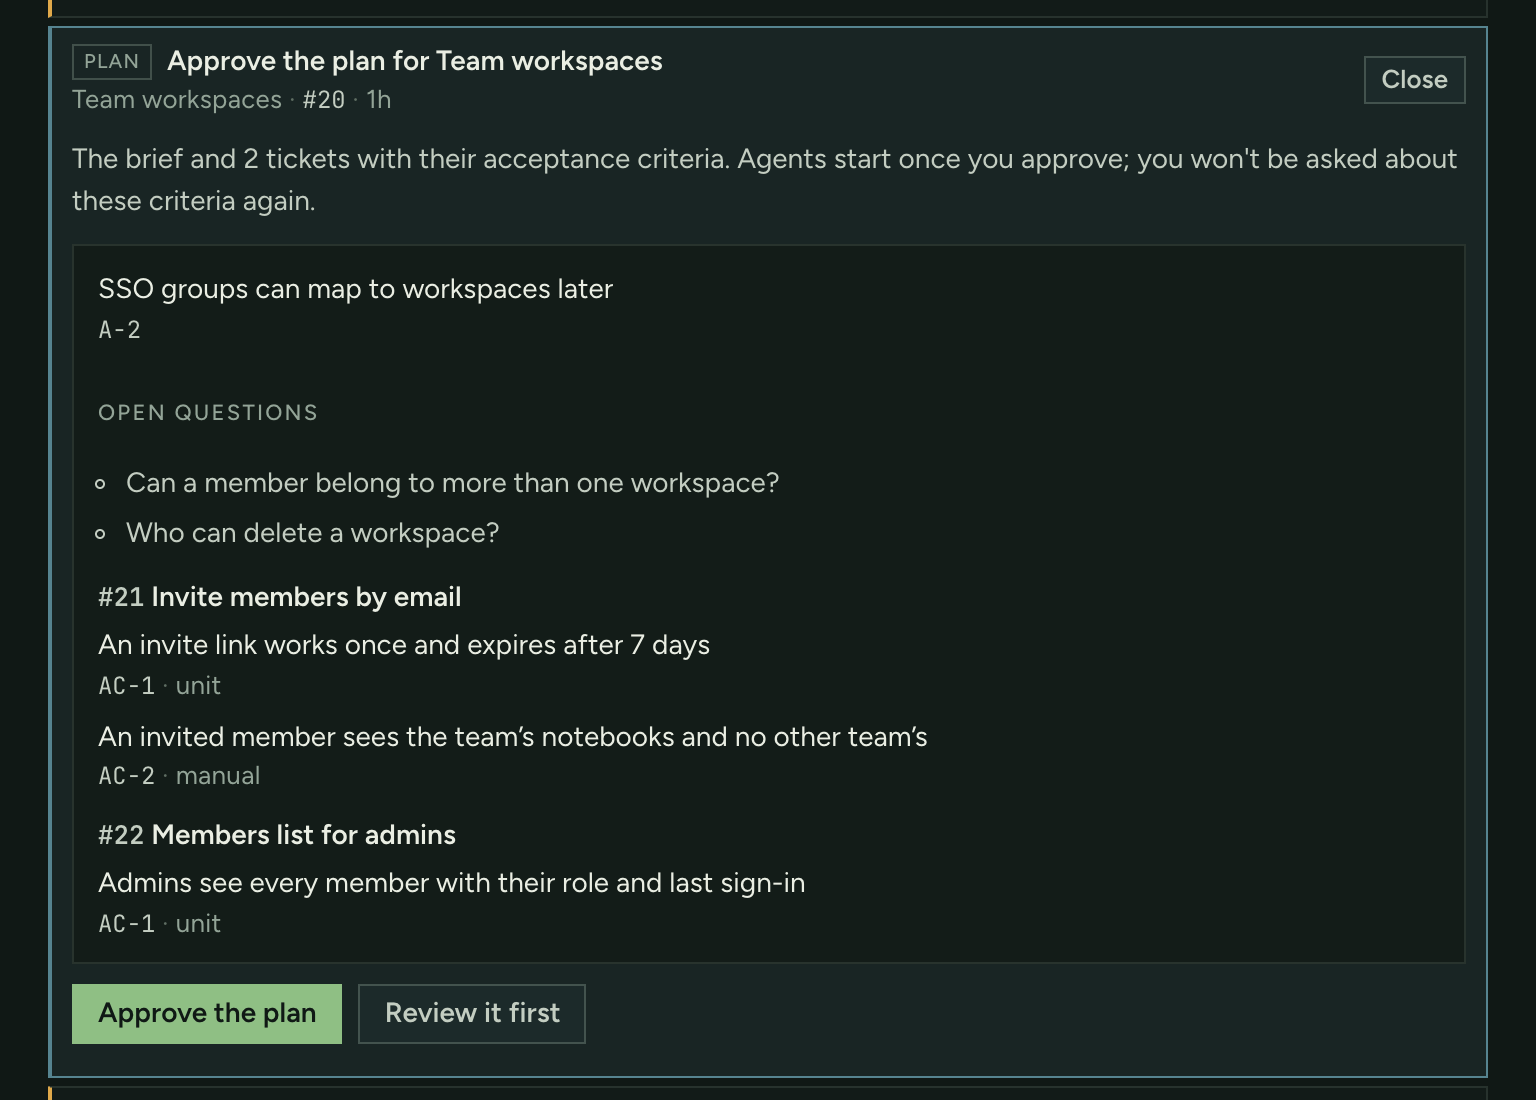 PLAN Approve the plan for Team workspaces
Close
Team workspaces · #20 · 1h
The brief and 2 tickets with their acceptance criteria. Agents start once you approve; you won't be asked about
these criteria again.
SSO groups can map to workspaces later
A-2
OPEN QUESTIONS
Can a member belong to more than one workspace?
Who can delete a workspace?
#21 Invite members by email
An invite link works once and expires after 7 days
AC-1 · unit
An invited member sees the team’s notebooks and no other team’s
AC-2 · manual
#22 Members list for admins
Admins see every member with their role and last sign-in
AC-1 · unit
Approve the plan
Review it first